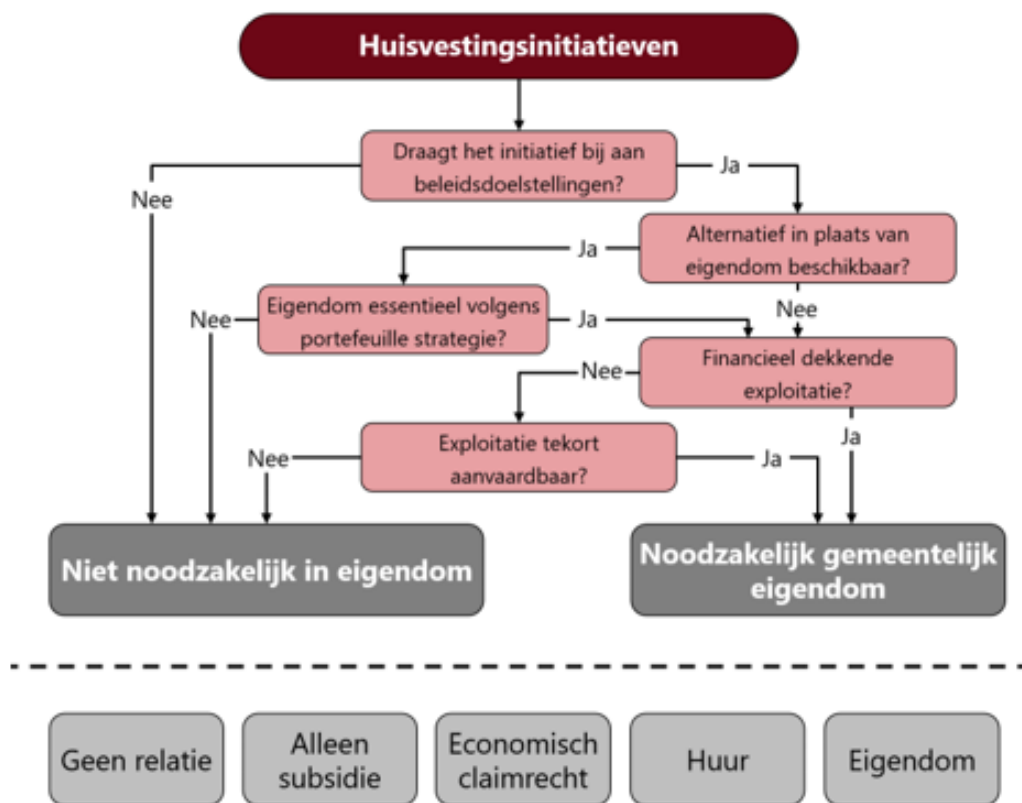 Huisvestingsinitiatieven
Draagt het initiatief bij aan
beleidsdoelstellingen?
Ja
Nee
Alternatief in plaats van
eigendom beschikbaar?
Ja
Nee
Eigendom essentieel volgens
portefeuille strategie?
Nee
Ja
Financieel dekkende
exploitatie?
Nee
Ja
Exploitatie tekort
aanvaardbaar?
Nee
Ja
Niet noodzakelijk in eigendom
Noodzakelijk gemeentelijk
eigendom
Geen relatie
Alleen
subsidie
Economisch
claimrecht
Huur
Eigendom